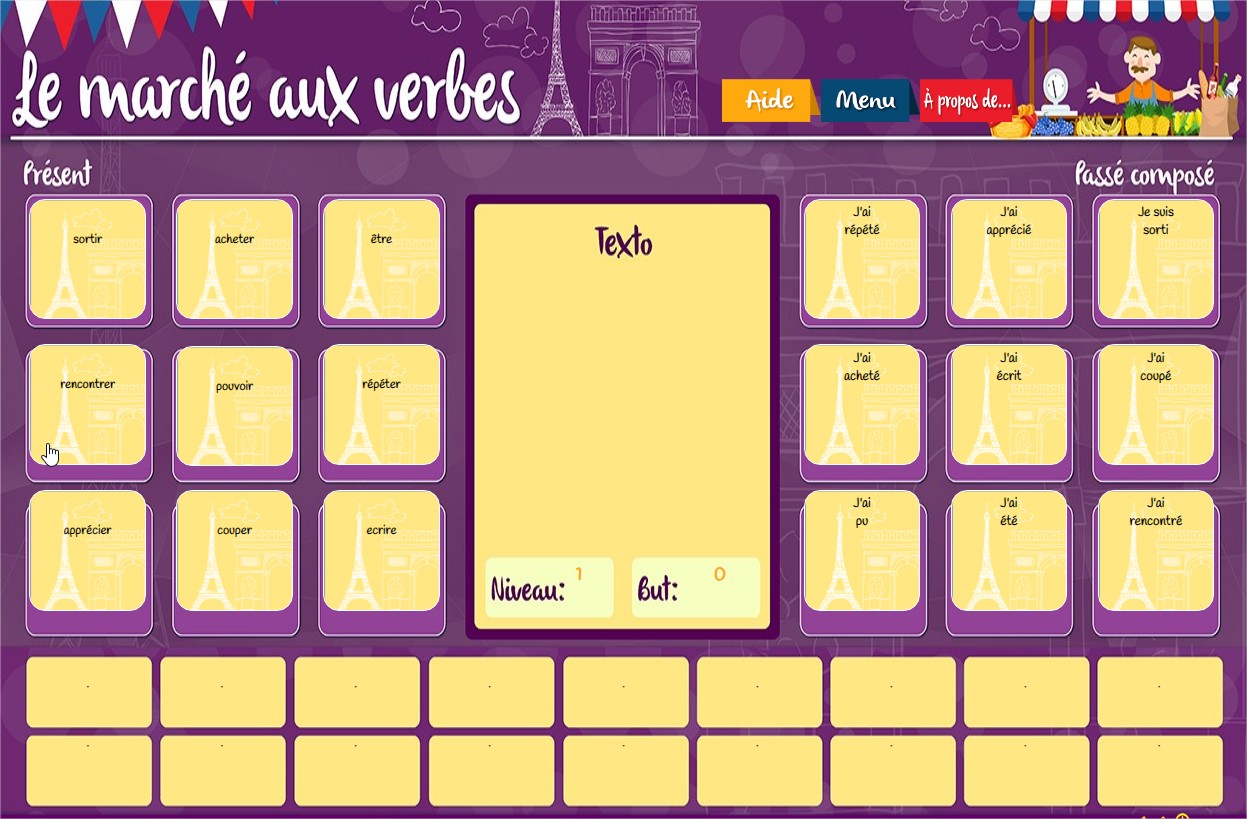 Le marché aux verbes
Aide
Menu
À propos de...
Présent
Passé composé
sortir
acheter
être
rencontrer
pouvoir
répéter
apprécier
couper
ecrire
Texto
Niveau: 1
But: 0
J'ai
répété
J'ai
apprécié
Je suis
sorti
J'ai
acheté
J'ai
écrit
J'ai
coupé
J'ai
pu
J'ai
été
J'ai
rencontré